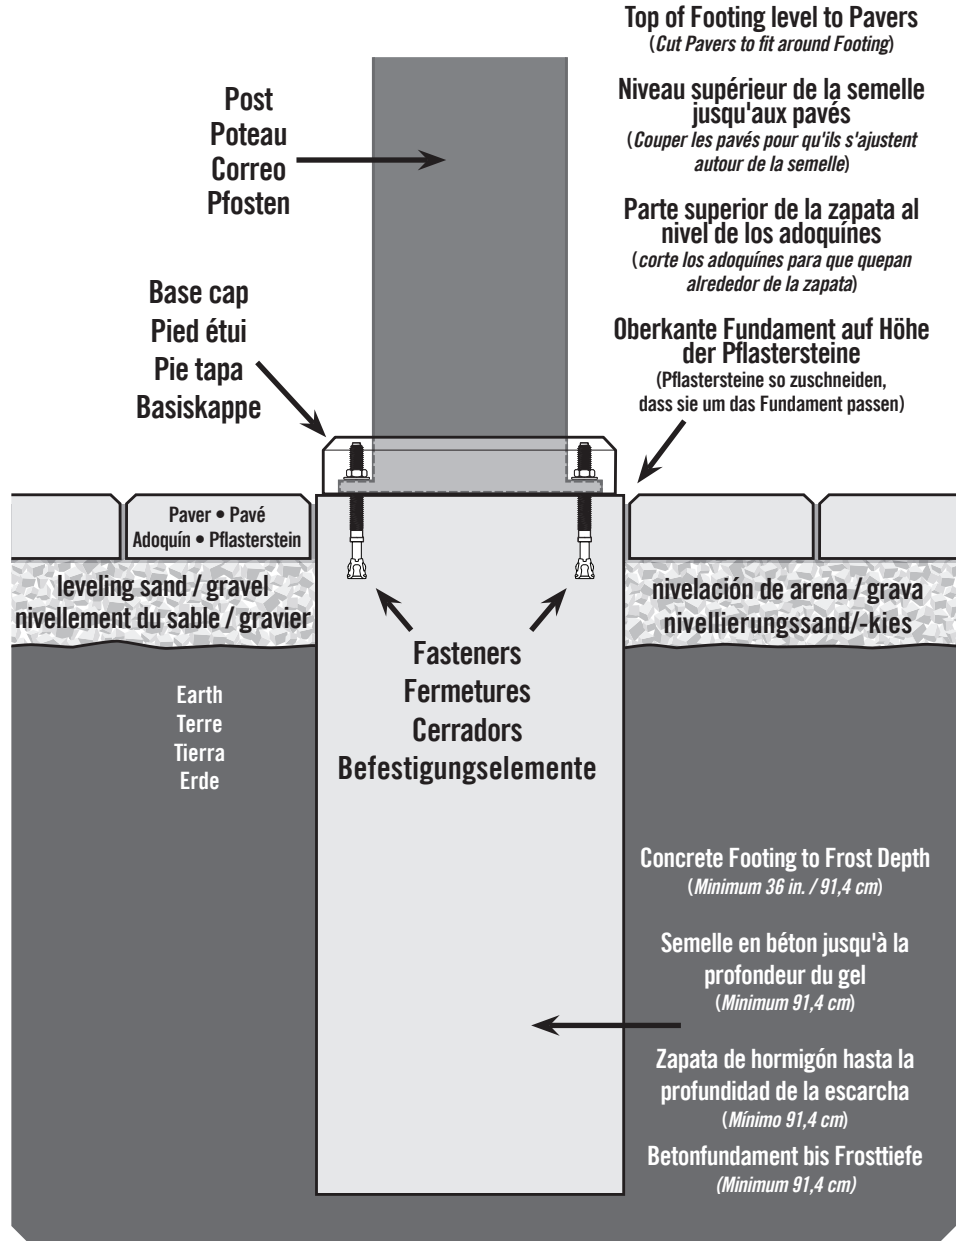 Top of Footing level to Pavers
(Cut Pavers to fit around Footing)
Niveau supérieur de la semelle
jusqu'aux pavés
(Couper les pavés pour qu'ils s'ajustent
autour de la semelle)
Parte superior de la zapata al
nivel de los adoquínes
(corte los adoquínes para que quepan
alrededor de la zapata)
Oberkante Fundament auf Höhe
der Pflastersteine
(Pflastersteine so zuschneiden,
dass sie um das Fundament passen)
Post
Poteau
Correo
Pfosten
Base cap
Pied étui
Pie tapa
Basiskappe
Paver • Pavé
Adoquín • Pflasterstein
leveling sand / gravel
nivellement du sable / gravier
nivelación de arena / grava
nivellierungssand/-kies
Fasteners
Fermetures
Cerradors
Befestigungselemente
Earth
Terre
Tierra
Erde
Concrete Footing to Frost Depth
(Minimum 36 in. / 91,4 cm)
Semelle en béton jusqu'à la
profondeur du gel
(Minimum 91,4 cm)
Zapata de hormigón hasta la
profundidad de la escarcha
(Mínimo 91,4 cm)
Betonfundament bis Frosttiefe
(Minimum 91,4 cm)